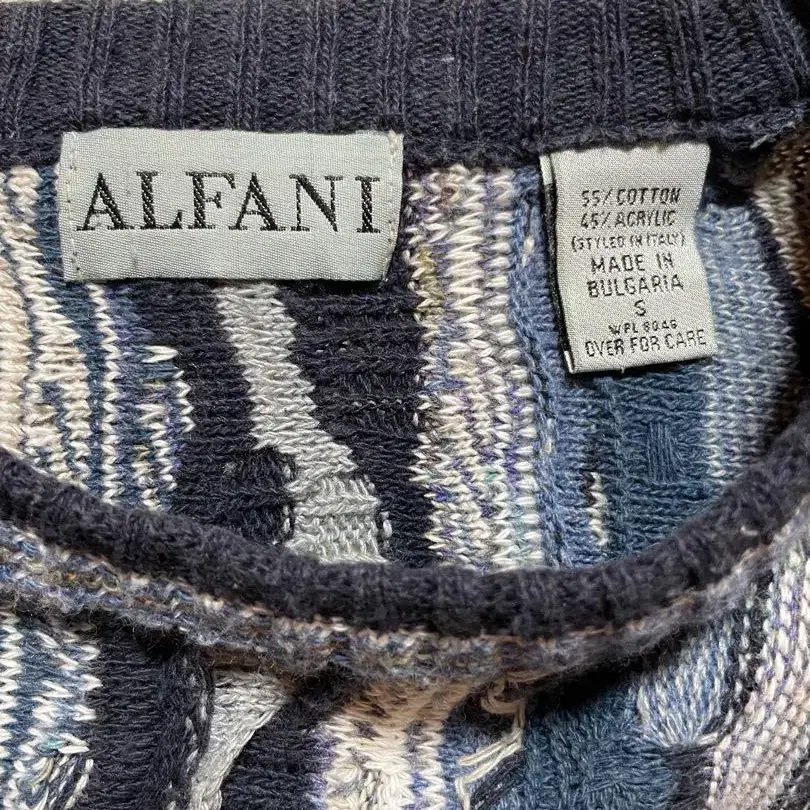 ALFANI
55% COTTON
45% ACRYLIC
(STYLED IN ITALY)
MADE IN
BULGARIA
S
WPL 8046
OVER FOR CARE